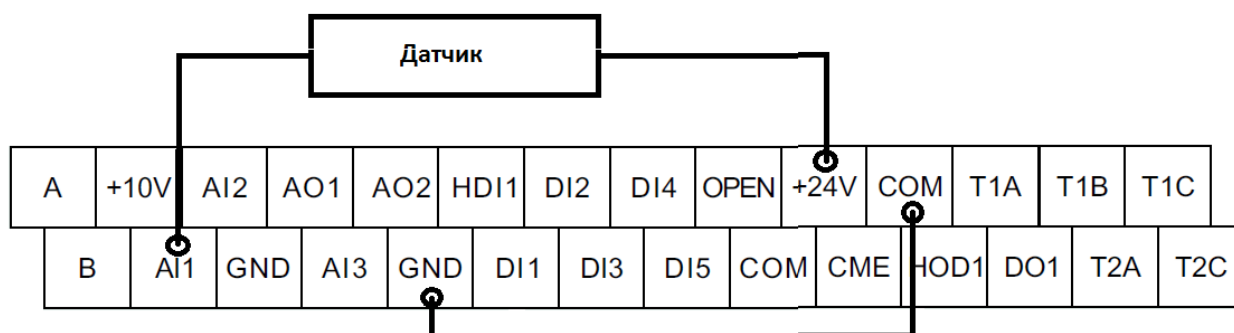 Датчик
A +10V AI2 AO1 AO2 HDI1 DI2 DI4 OPEN +24V COM T1A T1B T1C
B AI1 GND AI3 GND DI1 DI3 DI5 COM CME HOD1 DO1 T2A T2C